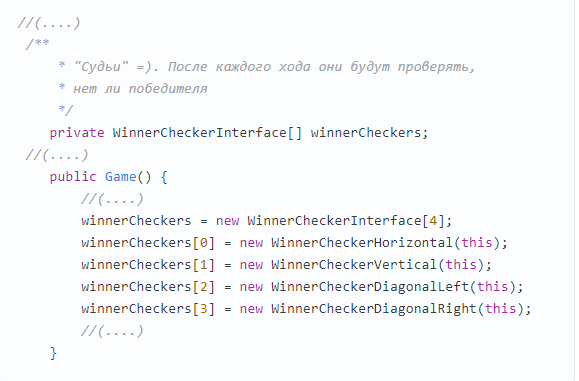 //(....)
/**
* "Судьи" =). После каждого хода они будут проверять,
* нет ли победителя
*/
private WinnerCheckerInterface[] winnerCheckers;
//(....)
public Game() {
//(....)
winnerCheckers = new WinnerCheckerInterface[4];
winnerCheckers[0] = new WinnerCheckerHorizontal(this);
winnerCheckers[1] = new WinnerCheckerVertical(this);
winnerCheckers[2] = new WinnerCheckerDiagonalLeft(this);
winnerCheckers[3] = new WinnerCheckerDiagonalRight(this);
//(....)
}